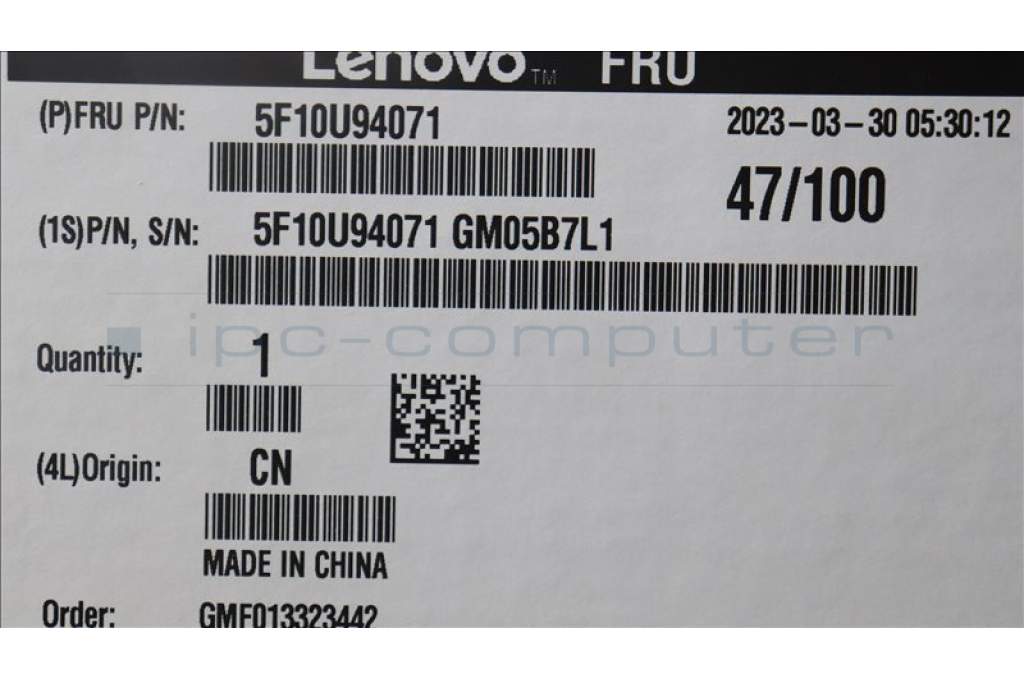 Lenovo™ FRU
(P)FRU P/N: 5F10U94071
2023-03-30 05:30:12
47/100
(1S)P/N, S/N: 5F10U94071 GM05B7L1
ipc-computer
Quantity: 1
(4L)Origin: CN
MADE IN CHINA
Order: GMF013323442